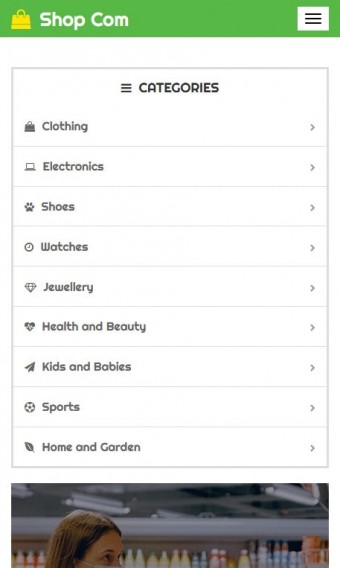 Shop Com
CATEGORIES
Clothing
Electronics
Shoes
Watches
Jewellery
Health and Beauty
Kids and Babies
Sports
Home and Garden